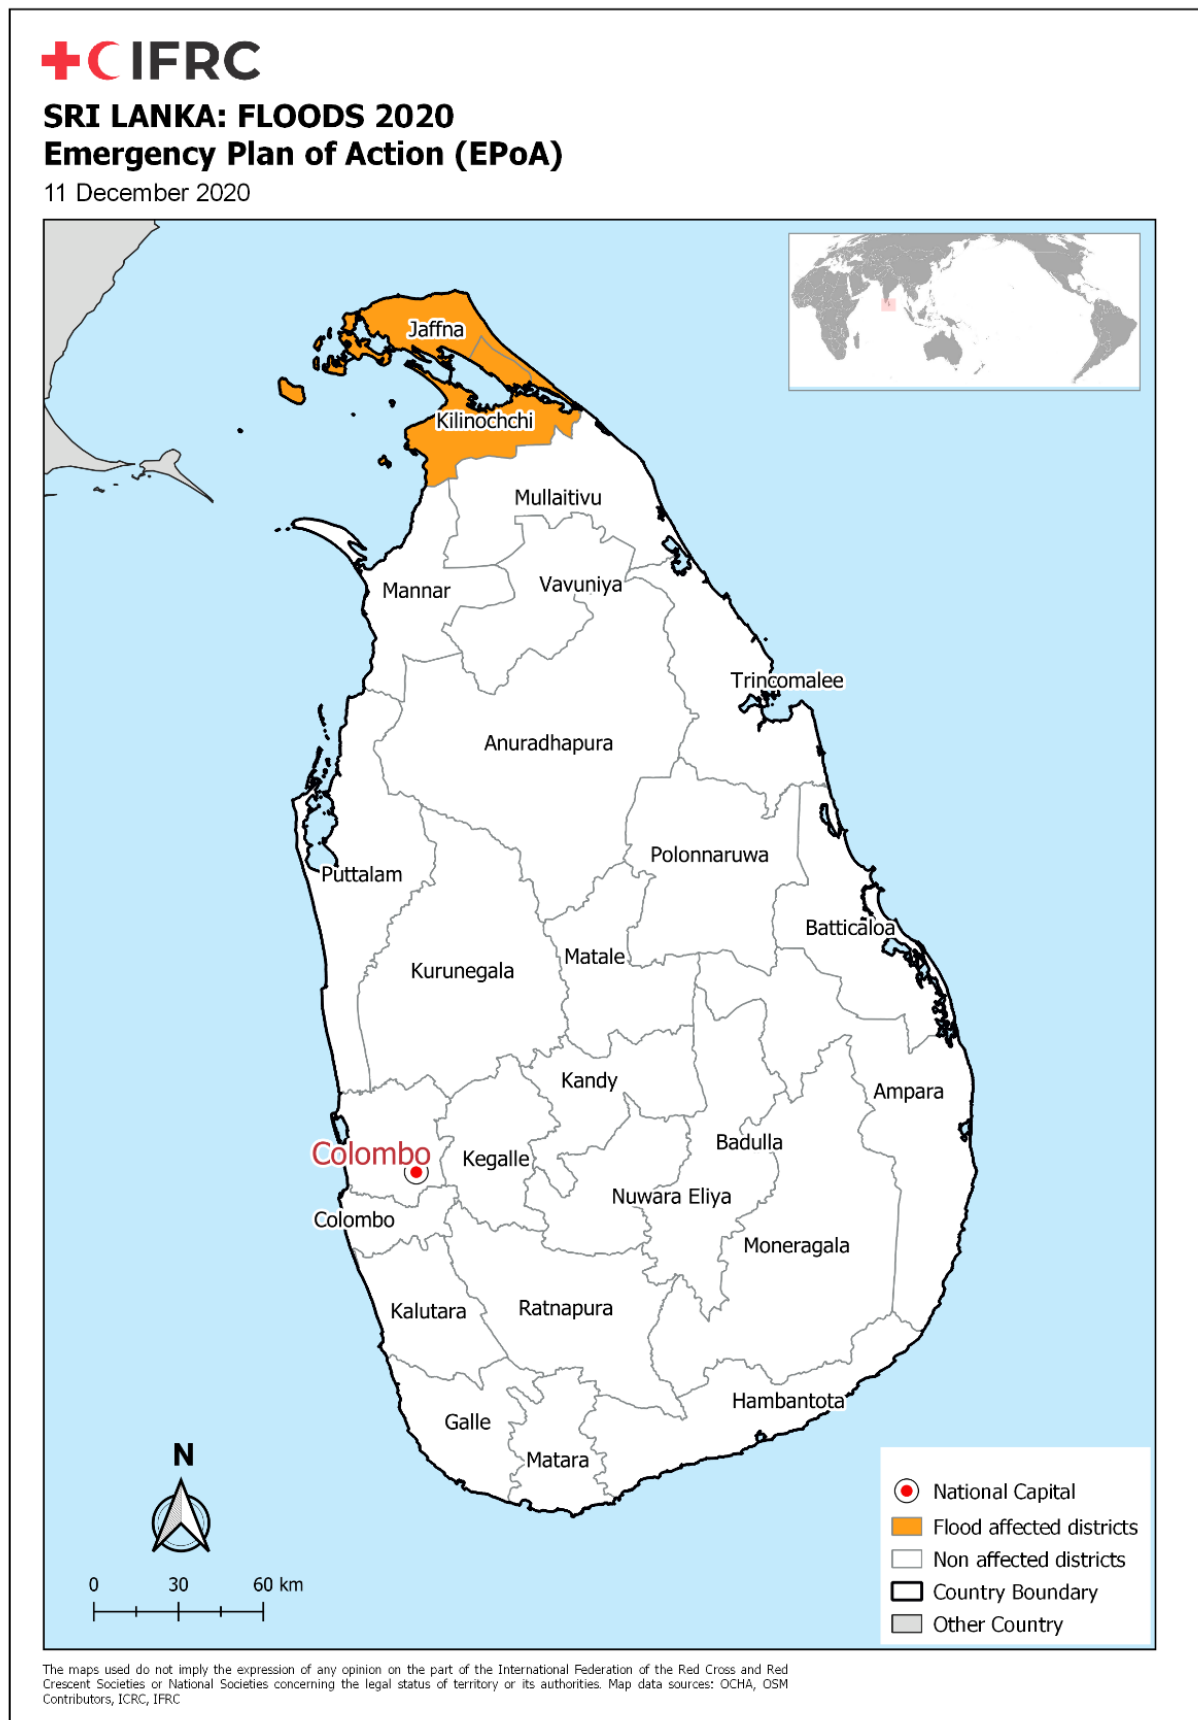 IFRC
SRI LANKA: FLOODS 2020
Emergency Plan of Action (EPoA)
11 December 2020
Jaffna
Kilinochchi
Mullaitivu
Vavuniya
Mannar
Trincomalee
Anuradhapura
Polonnaruwa
Puttalam
Batticaloa
Matale
Kurunegala
Kandy
Ampara
Badulla
Colombo
Kegalle
Nuwara Eliya
Colombo
Moneragala
Ratnapura
Kalutara
Hambantota
Galle
Matara
N
0 30 60 km
National Capital
Flood affected districts
Non affected districts
Country Boundary
Other Country
The maps used do not imply the expression of any opinion on the part of the International Federation of the Red Cross and Red
Crescent Societies or National Societies concerning the legal status of territory or its authorities. Map data sources: OCHA, OSM
Contributors, ICRC, IFRC